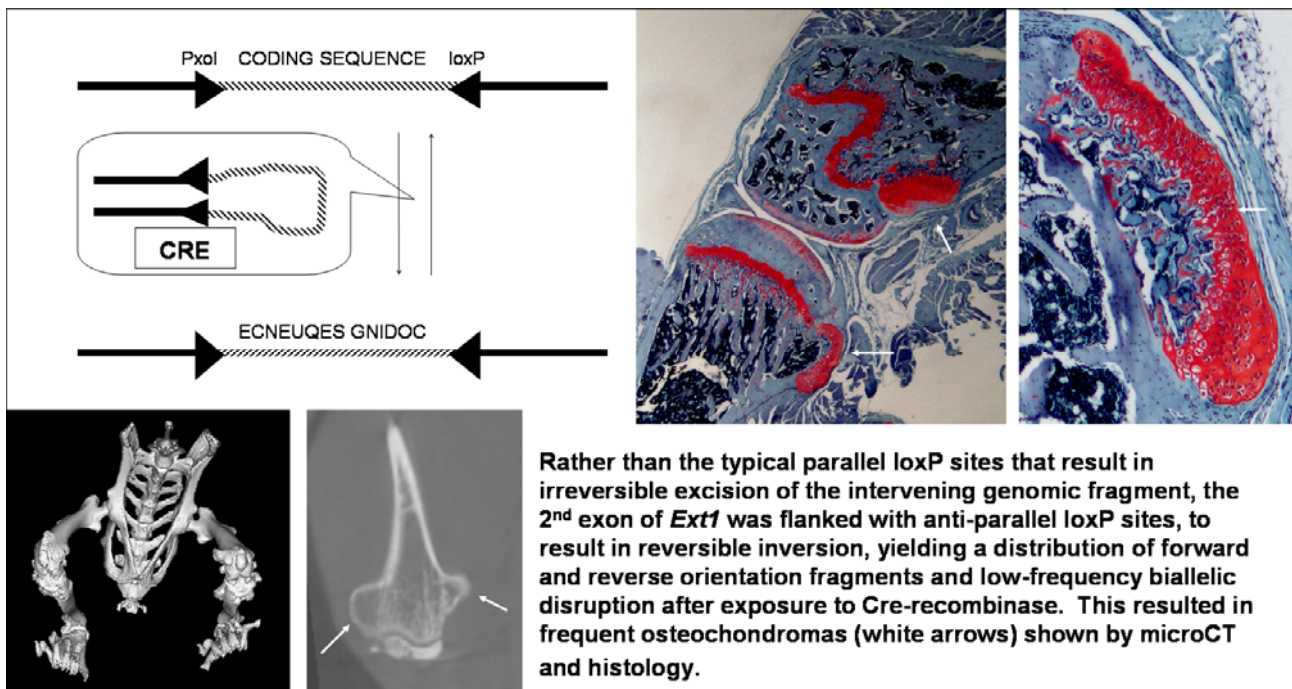 Pxol CODING SEQUENCE loxP
CRE
ECNEUQES GNIDOC
Rather than the typical parallel loxP sites that result in
irreversible excision of the intervening genomic fragment, the
2nd exon of Ext1 was flanked with anti-parallel loxP sites, to
result in reversible inversion, yielding a distribution of forward
and reverse orientation fragments and low-frequency biallelic
disruption after exposure to Cre-recombinase. This resulted in
frequent osteochondromas (white arrows) shown by microCT
and histology.